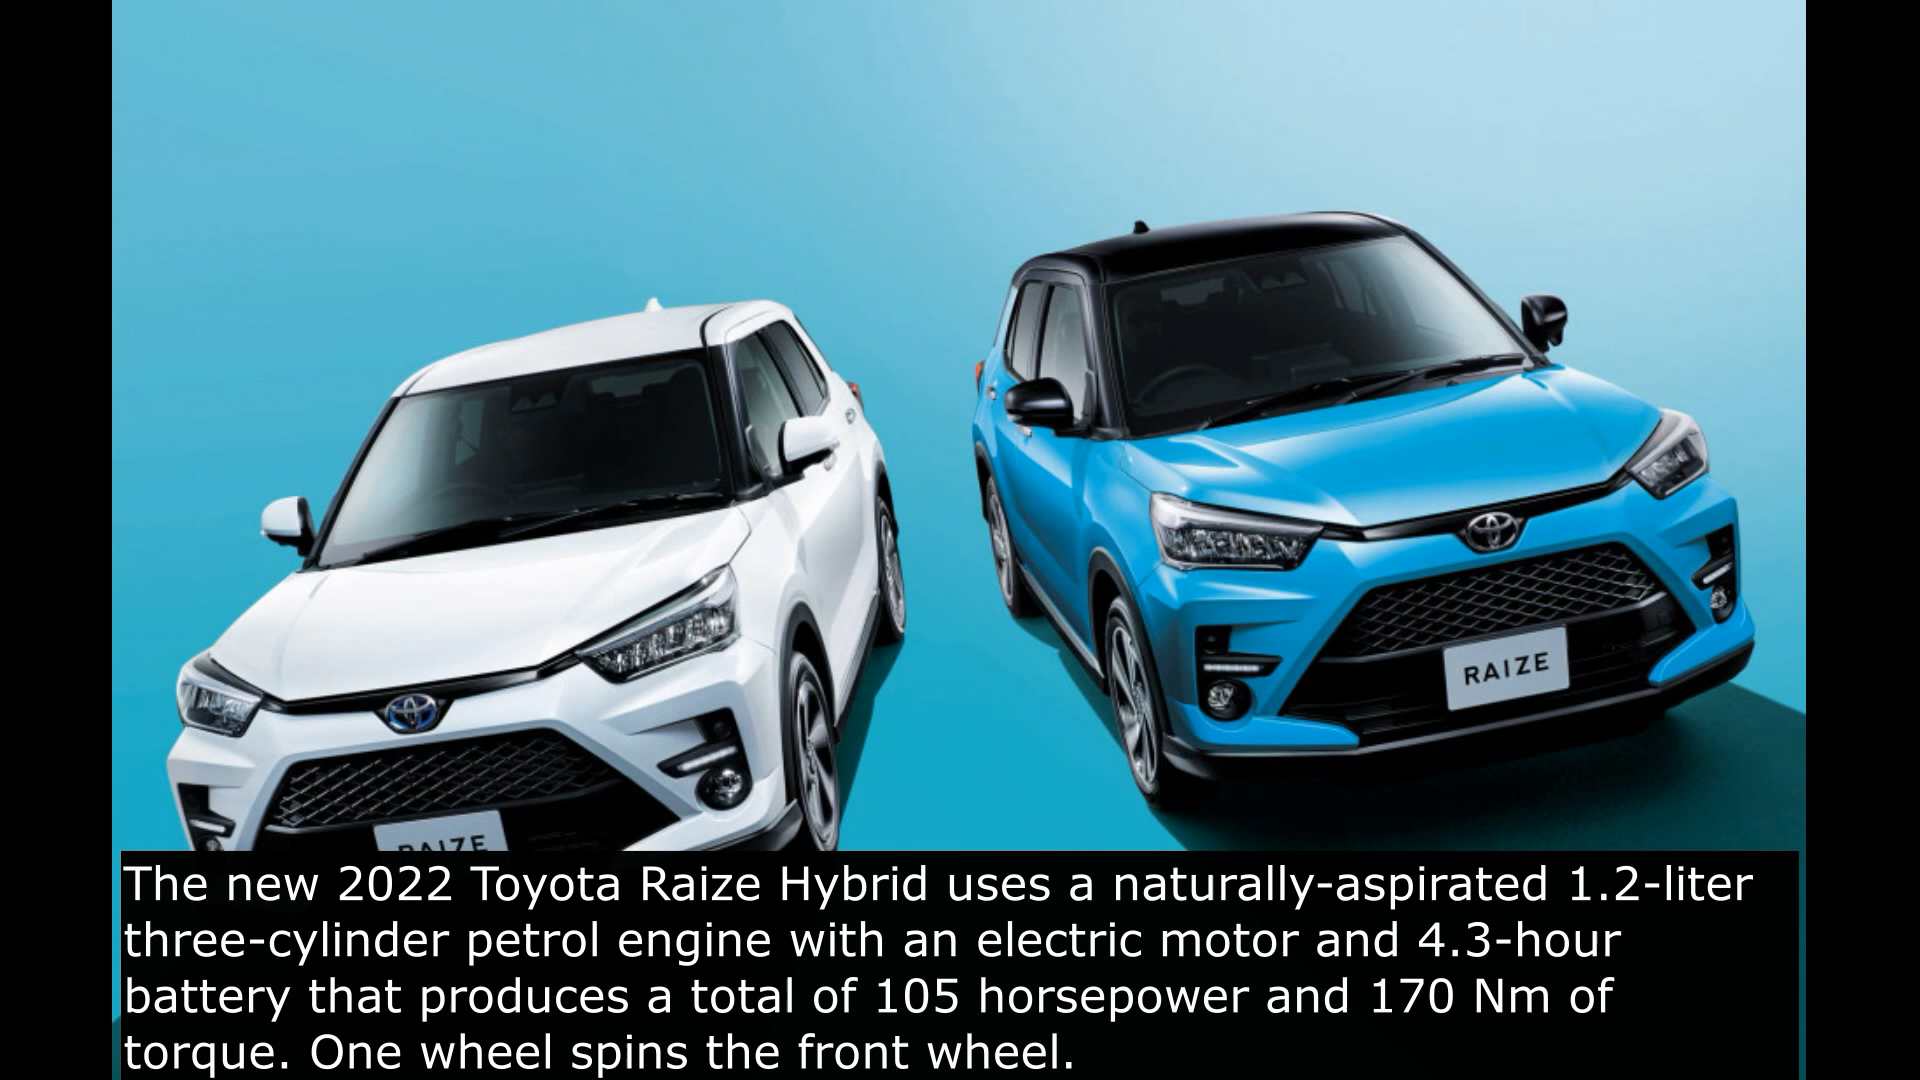 RAIZE
RAIZE
The new 2022 Toyota Raize Hybrid uses a naturally-aspirated 1.2-liter
three-cylinder petrol engine with an electric motor and 4.3-hour
battery that produces a total of 105 horsepower and 170 Nm of
torque. One wheel spins the front wheel.